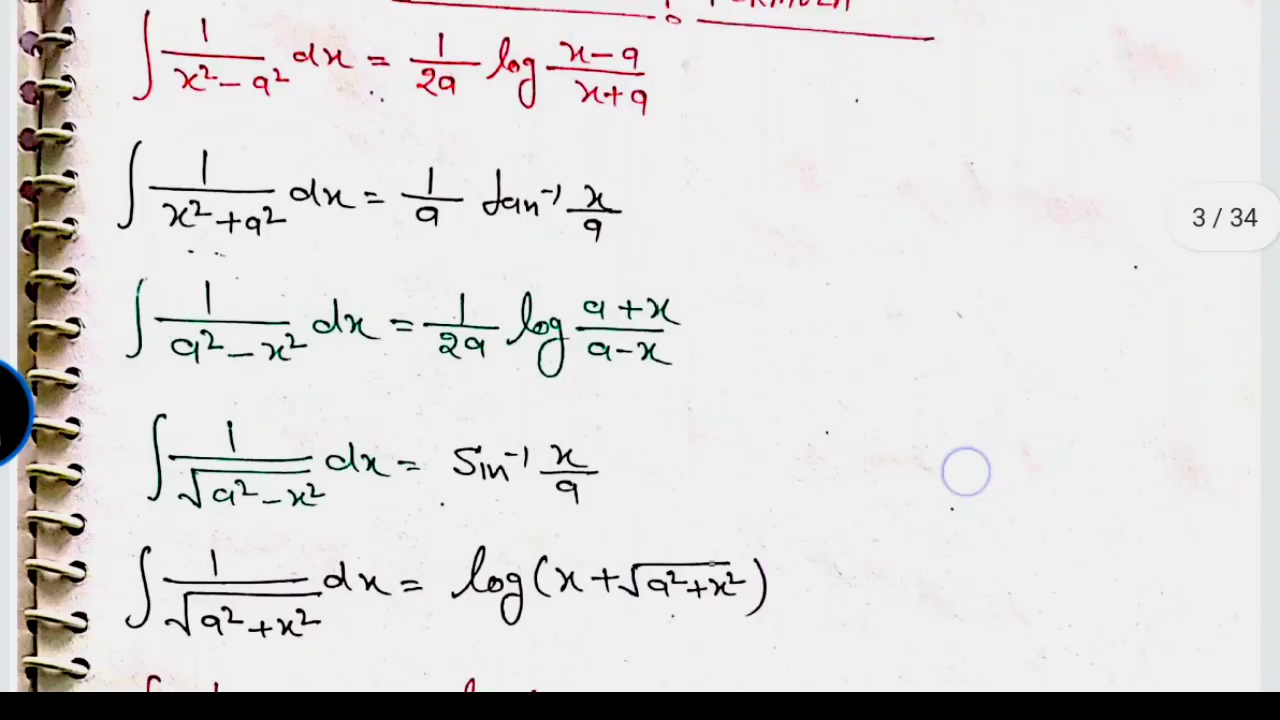 ∫ 1/(x² - a²) dx = 1/2a log (x-a)/(x+a)
∫ 1/(x² + a²) dx = 1/a tan⁻¹ x/a
3 / 34
∫ 1/(a² - x²) dx = 1/2a log (a+x)/(a-x)
∫ 1/√(a² - x²) dx = Sin⁻¹ x/a
∫ 1/√(a² + x²) dx = log(x + √(a² + x²))